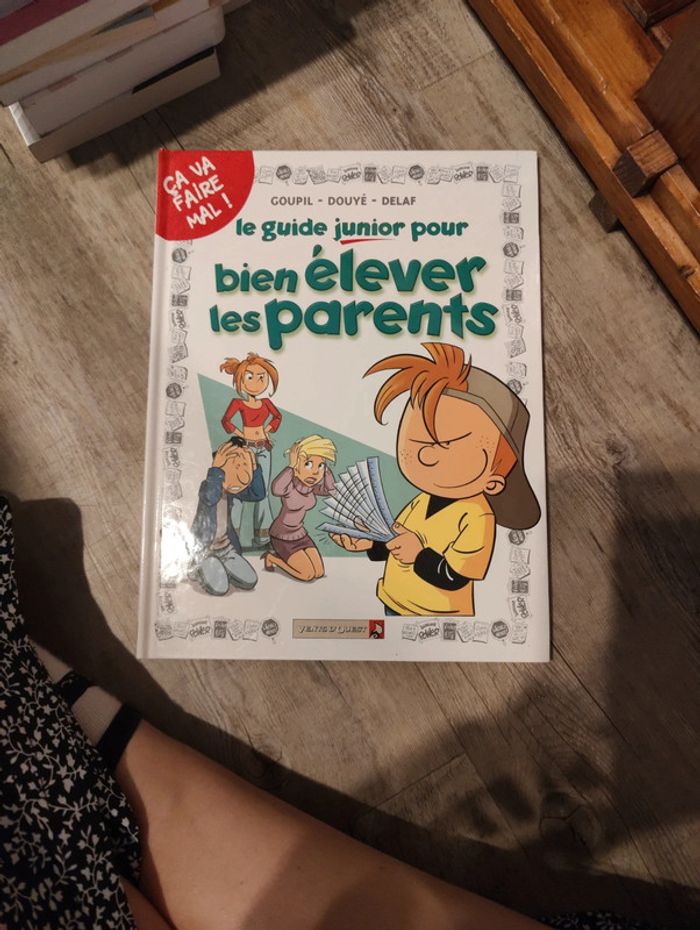 ÇA VA
FAIRE
MAL !
GOUPIL - DOUYÉ - DELAF
le guide junior pour
bien élever
les parents
VENTS D'OUEST